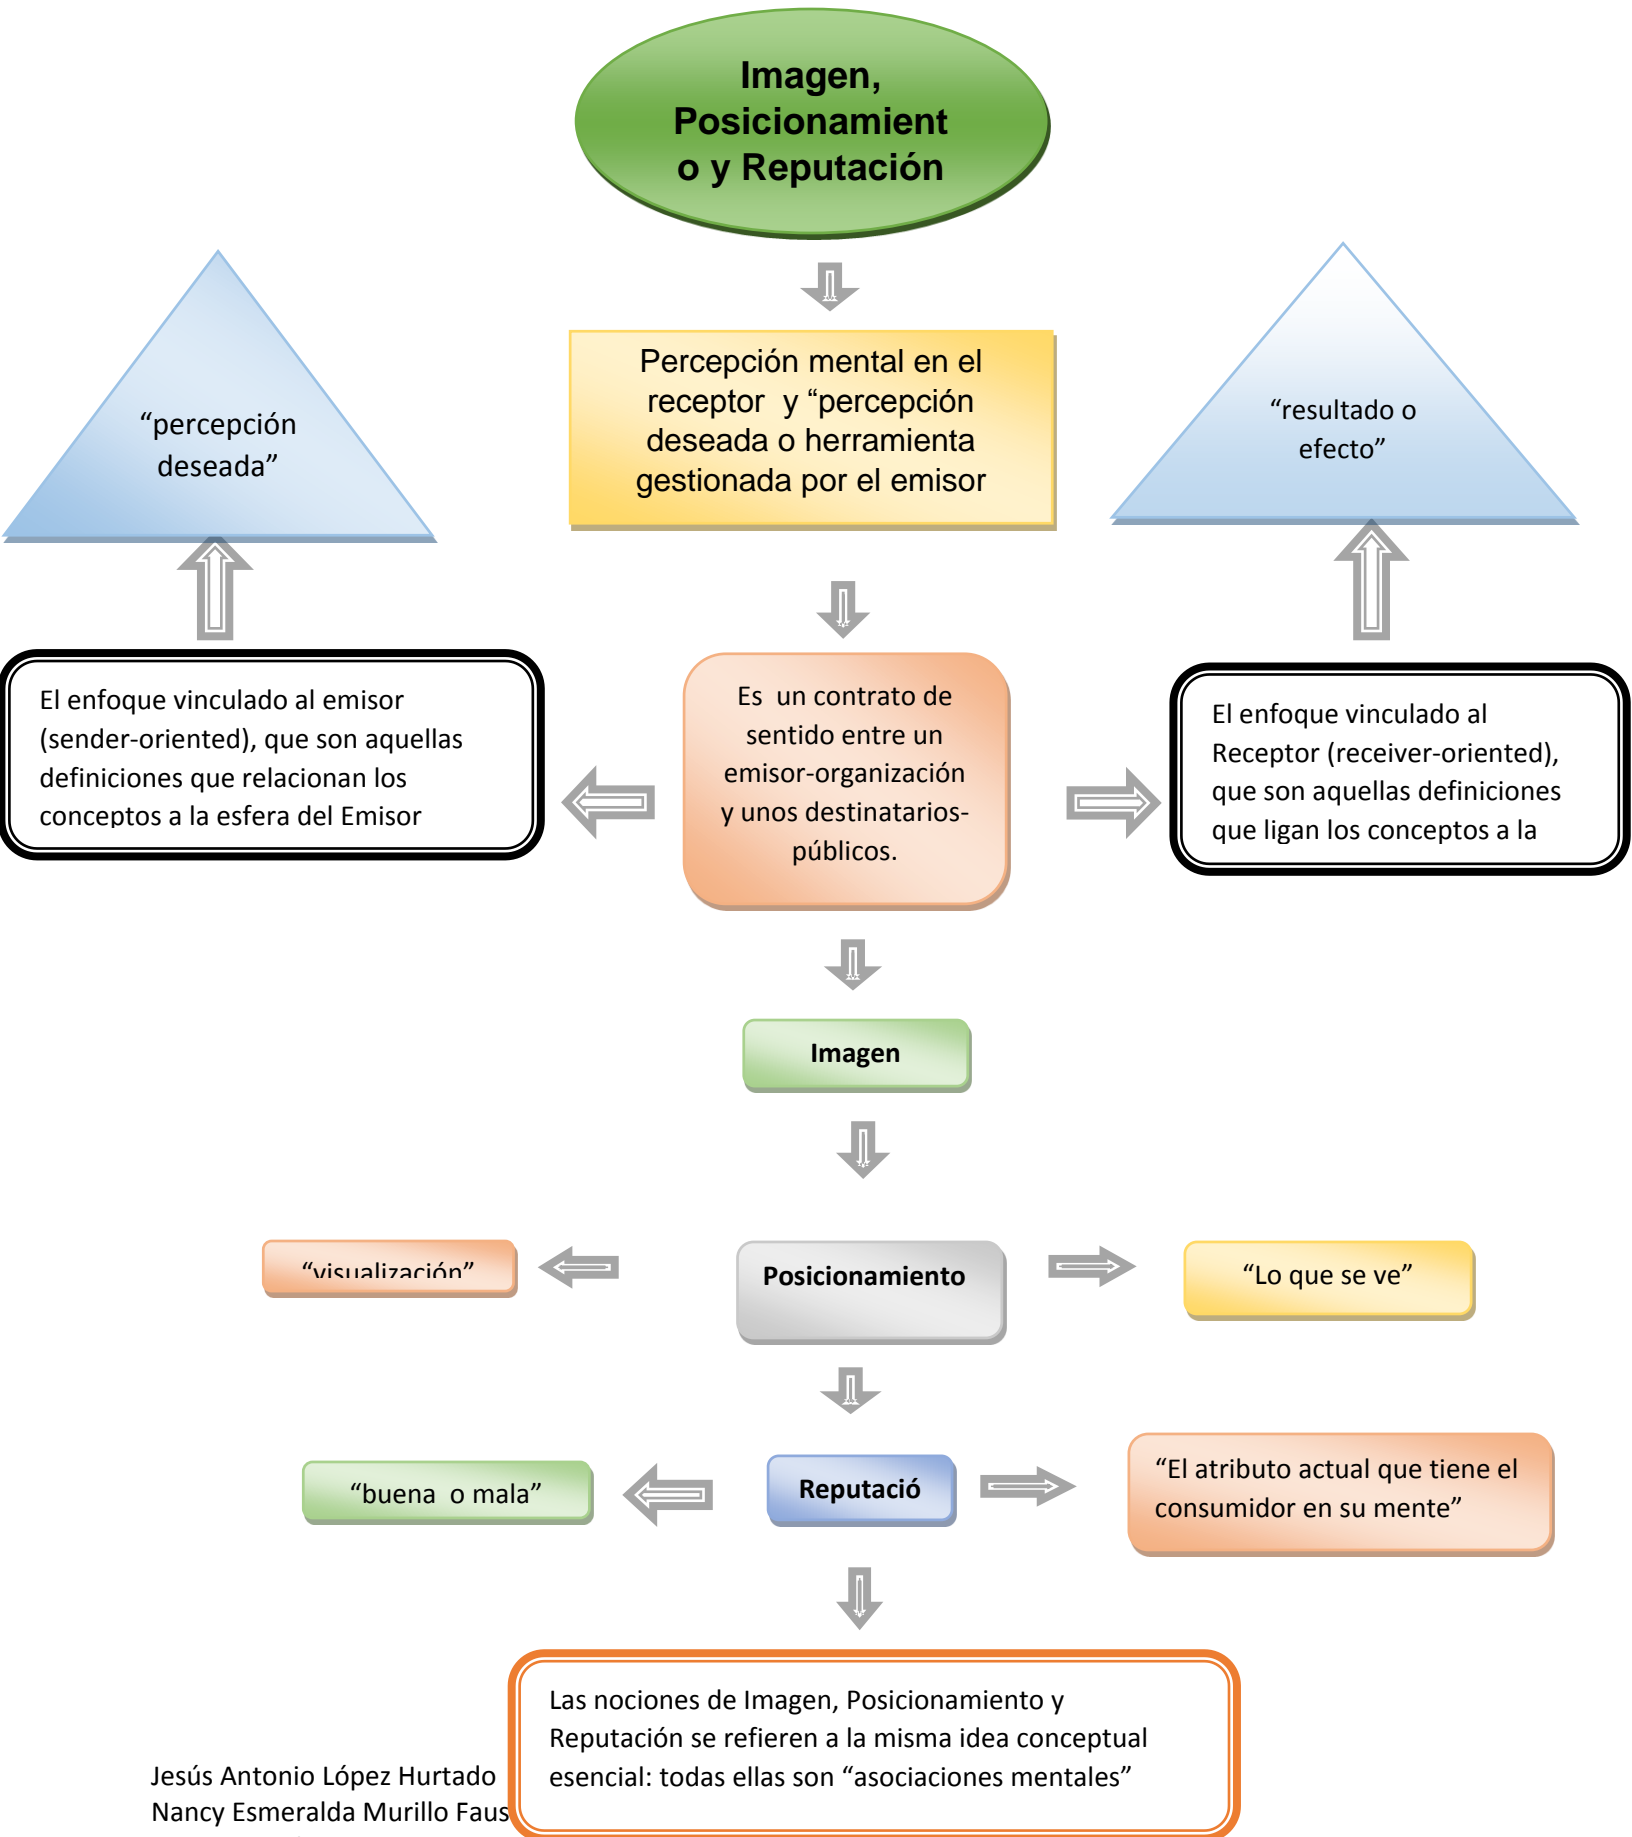 Imagen,
Posicionamient
o y Reputación
Percepción mental en el
receptor y “percepción
deseada o herramienta
gestionada por el emisor
“percepción
deseada”
“resultado o
efecto”
El enfoque vinculado al emisor
(sender-oriented), que son aquellas
definiciones que relacionan los
conceptos a la esfera del Emisor
Es un contrato de
sentido entre un
emisor-organización
y unos destinatarios-
públicos.
El enfoque vinculado al
Receptor (receiver-oriented),
que son aquellas definiciones
que ligan los conceptos a la
Imagen
“visualización”
Posicionamiento
“Lo que se ve”
“buena o mala”
Reputació
“El atributo actual que tiene el
consumidor en su mente”
Las nociones de Imagen, Posicionamiento y
Reputación se refieren a la misma idea conceptual
esencial: todas ellas son “asociaciones mentales”
Jesús Antonio López Hurtado
Nancy Esmeralda Murillo Faus